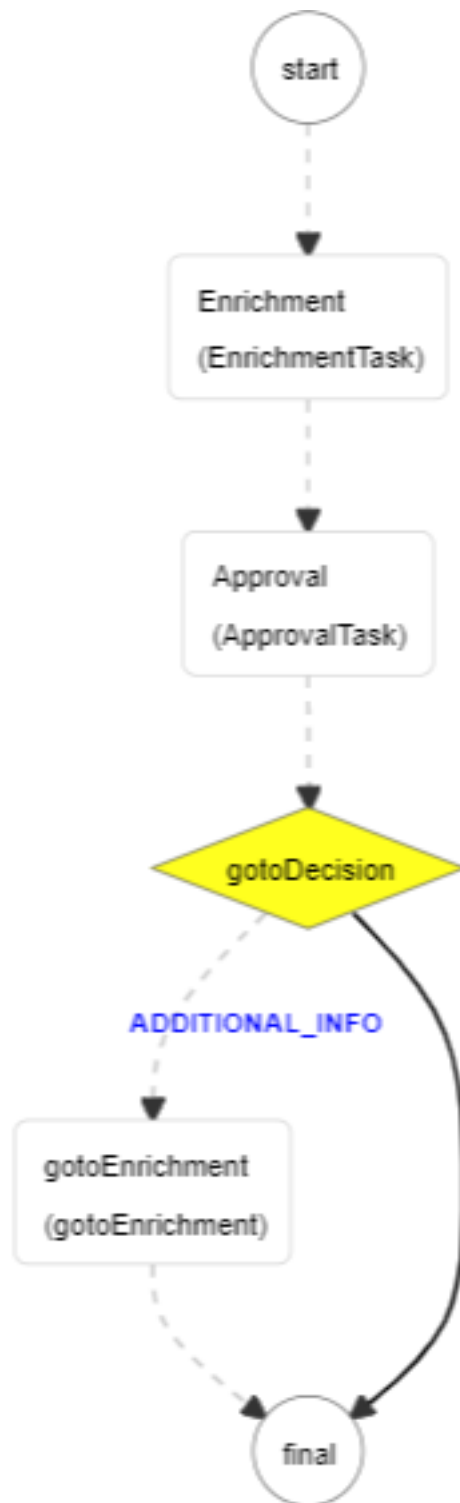 start
Enrichment
(EnrichmentTask)
Approval
(ApprovalTask)
gotoDecision
ADDITIONAL_INFO
gotoEnrichment
(gotoEnrichment)
final